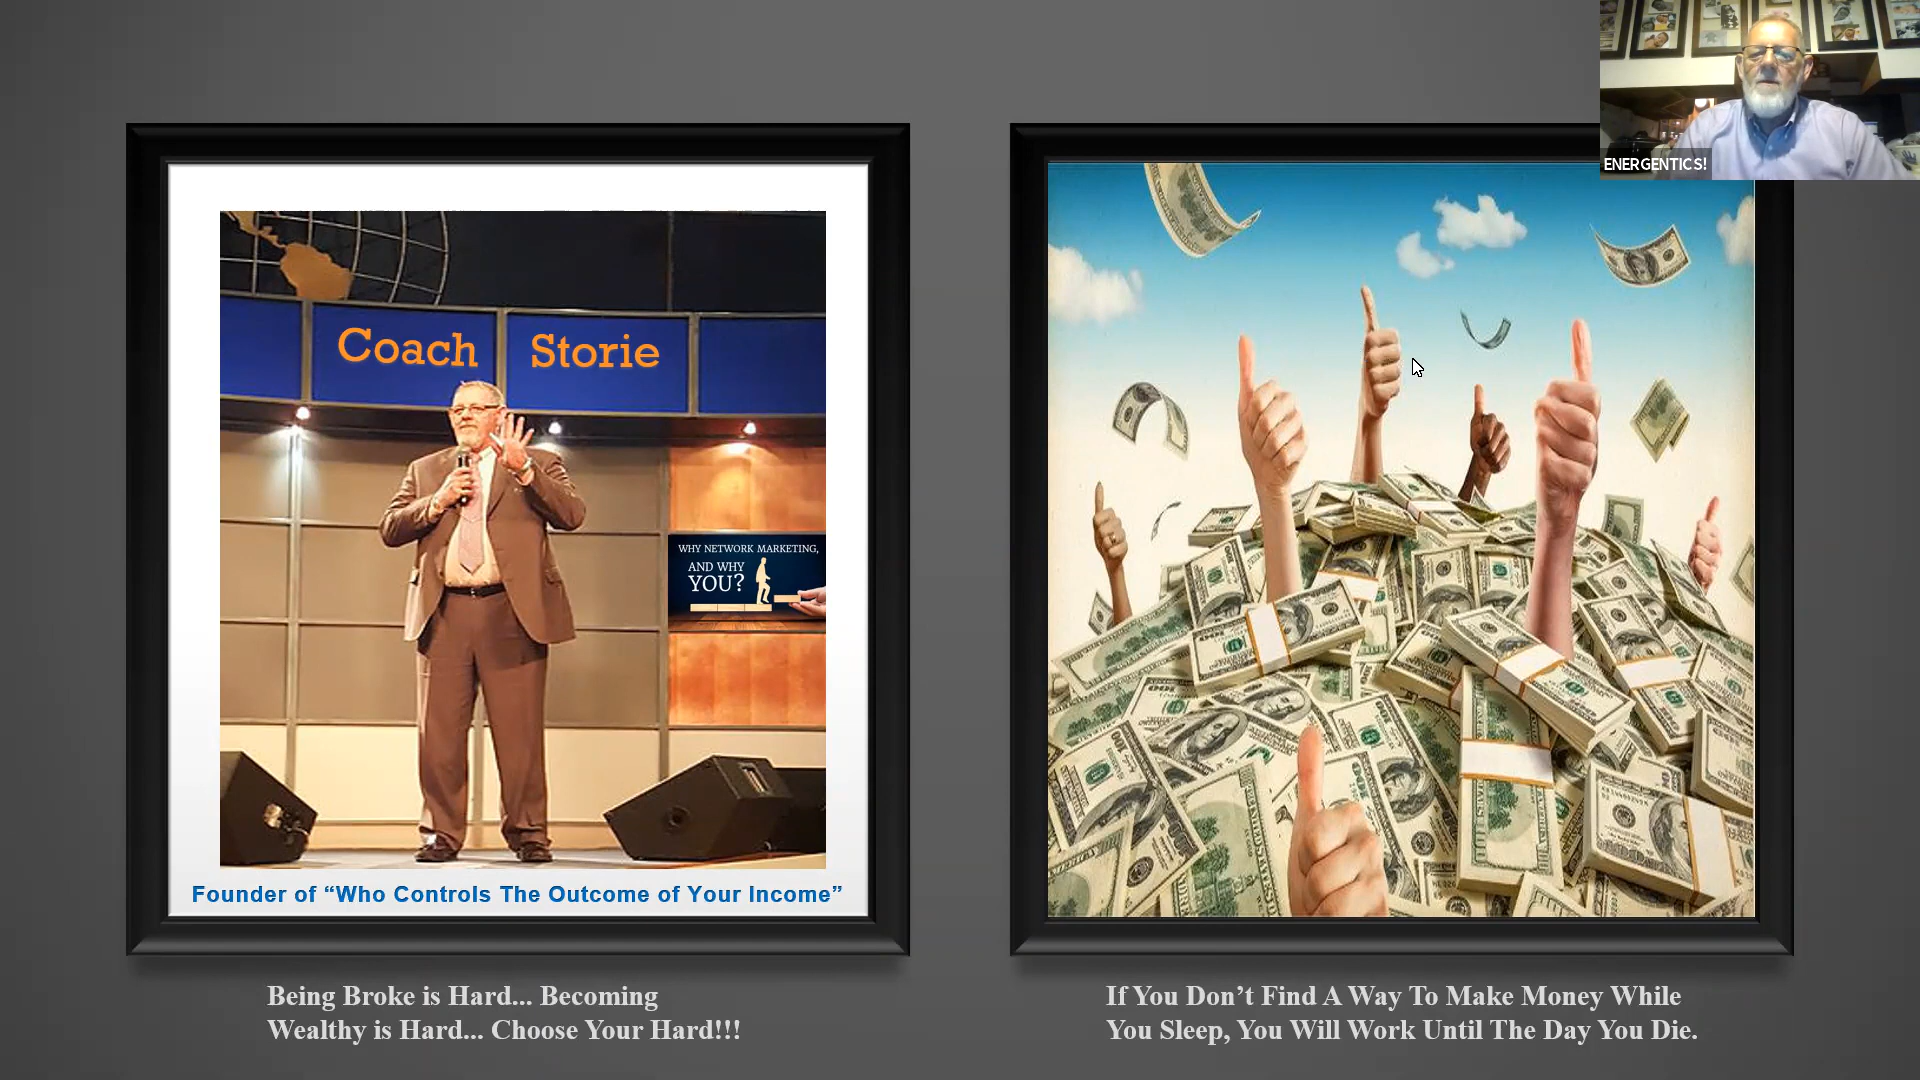 ENERGENTICS!
Coach Storie
WHY NETWORK MARKETING,
AND WHY
YOU?
Founder of “Who Controls The Outcome of Your Income”
Being Broke is Hard... Becoming
Wealthy is Hard... Choose Your Hard!!!
If You Don’t Find A Way To Make Money While
You Sleep, You Will Work Until The Day You Die.